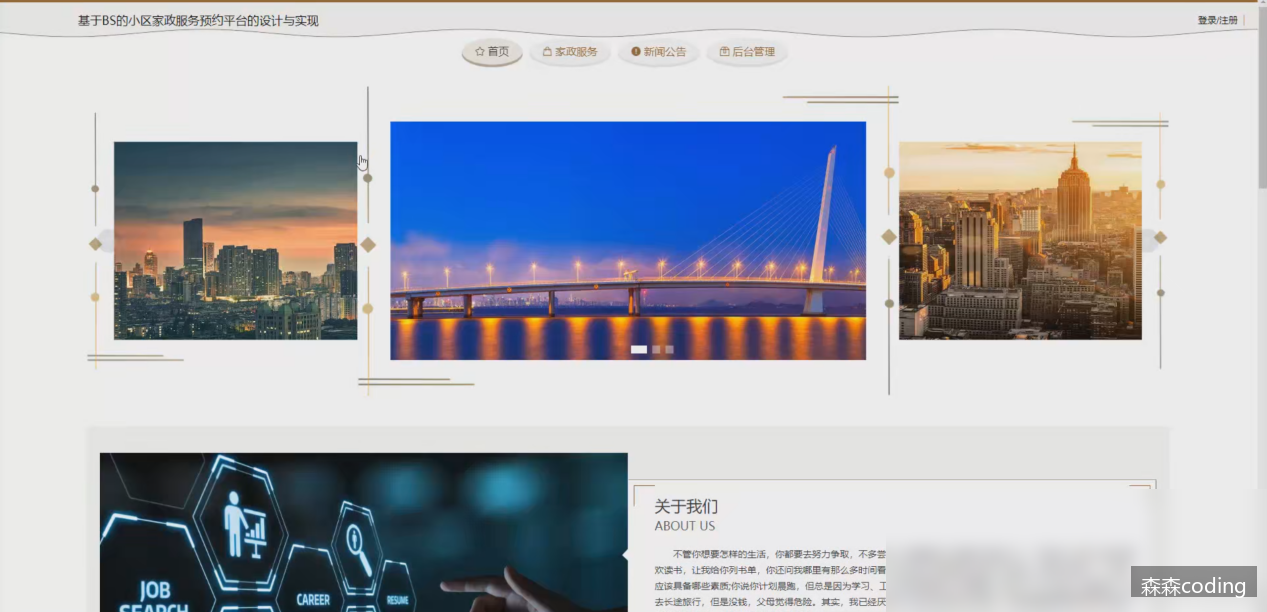 基于BS的小区家政服务预约平台的设计与实现
登录/注册
首页
家政服务
新闻公告
后台管理
JOB
SEARCH
CAREER
RESUME
关于我们
ABOUT US
不管你想要怎样的生活，你都要去努力争取，不多尝
欢读书，让我给你列书单，你还问我哪里有那么多时间看
应该具备哪些素质;你说你计划晨跑，但总是因为学习、工
去长途旅行，但是没钱，父母觉得危险。其实，我已经厌
森森coding